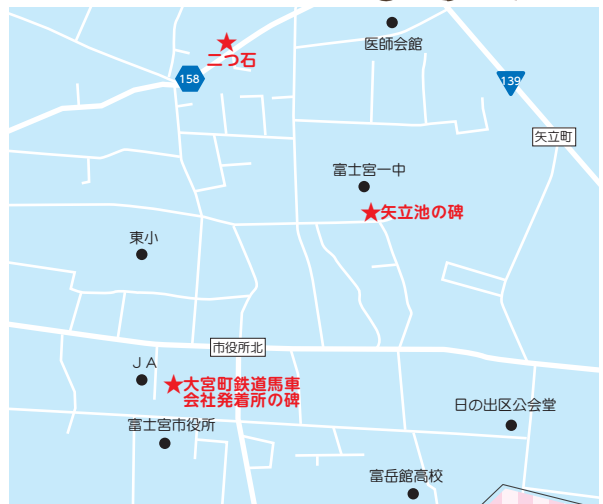 医師会館
二つ石
158
139
矢立町
富士宮一中
矢立池の碑
東小
市役所北
ＪＡ
大宮町鉄道馬車
会社発着所の碑
日の出区公会堂
富士宮市役所
富岳館高校